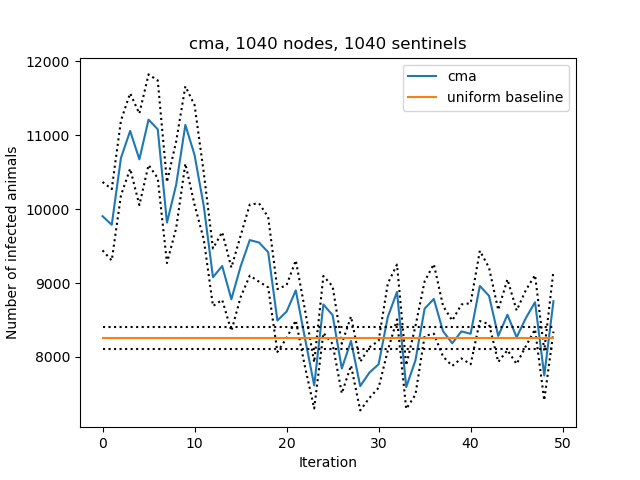 cma, 1040 nodes, 1040 sentinels
12000
11000
10000
9000
8000
Number of infected animals
cma
uniform baseline
0 10 20 30 40 50
Iteration